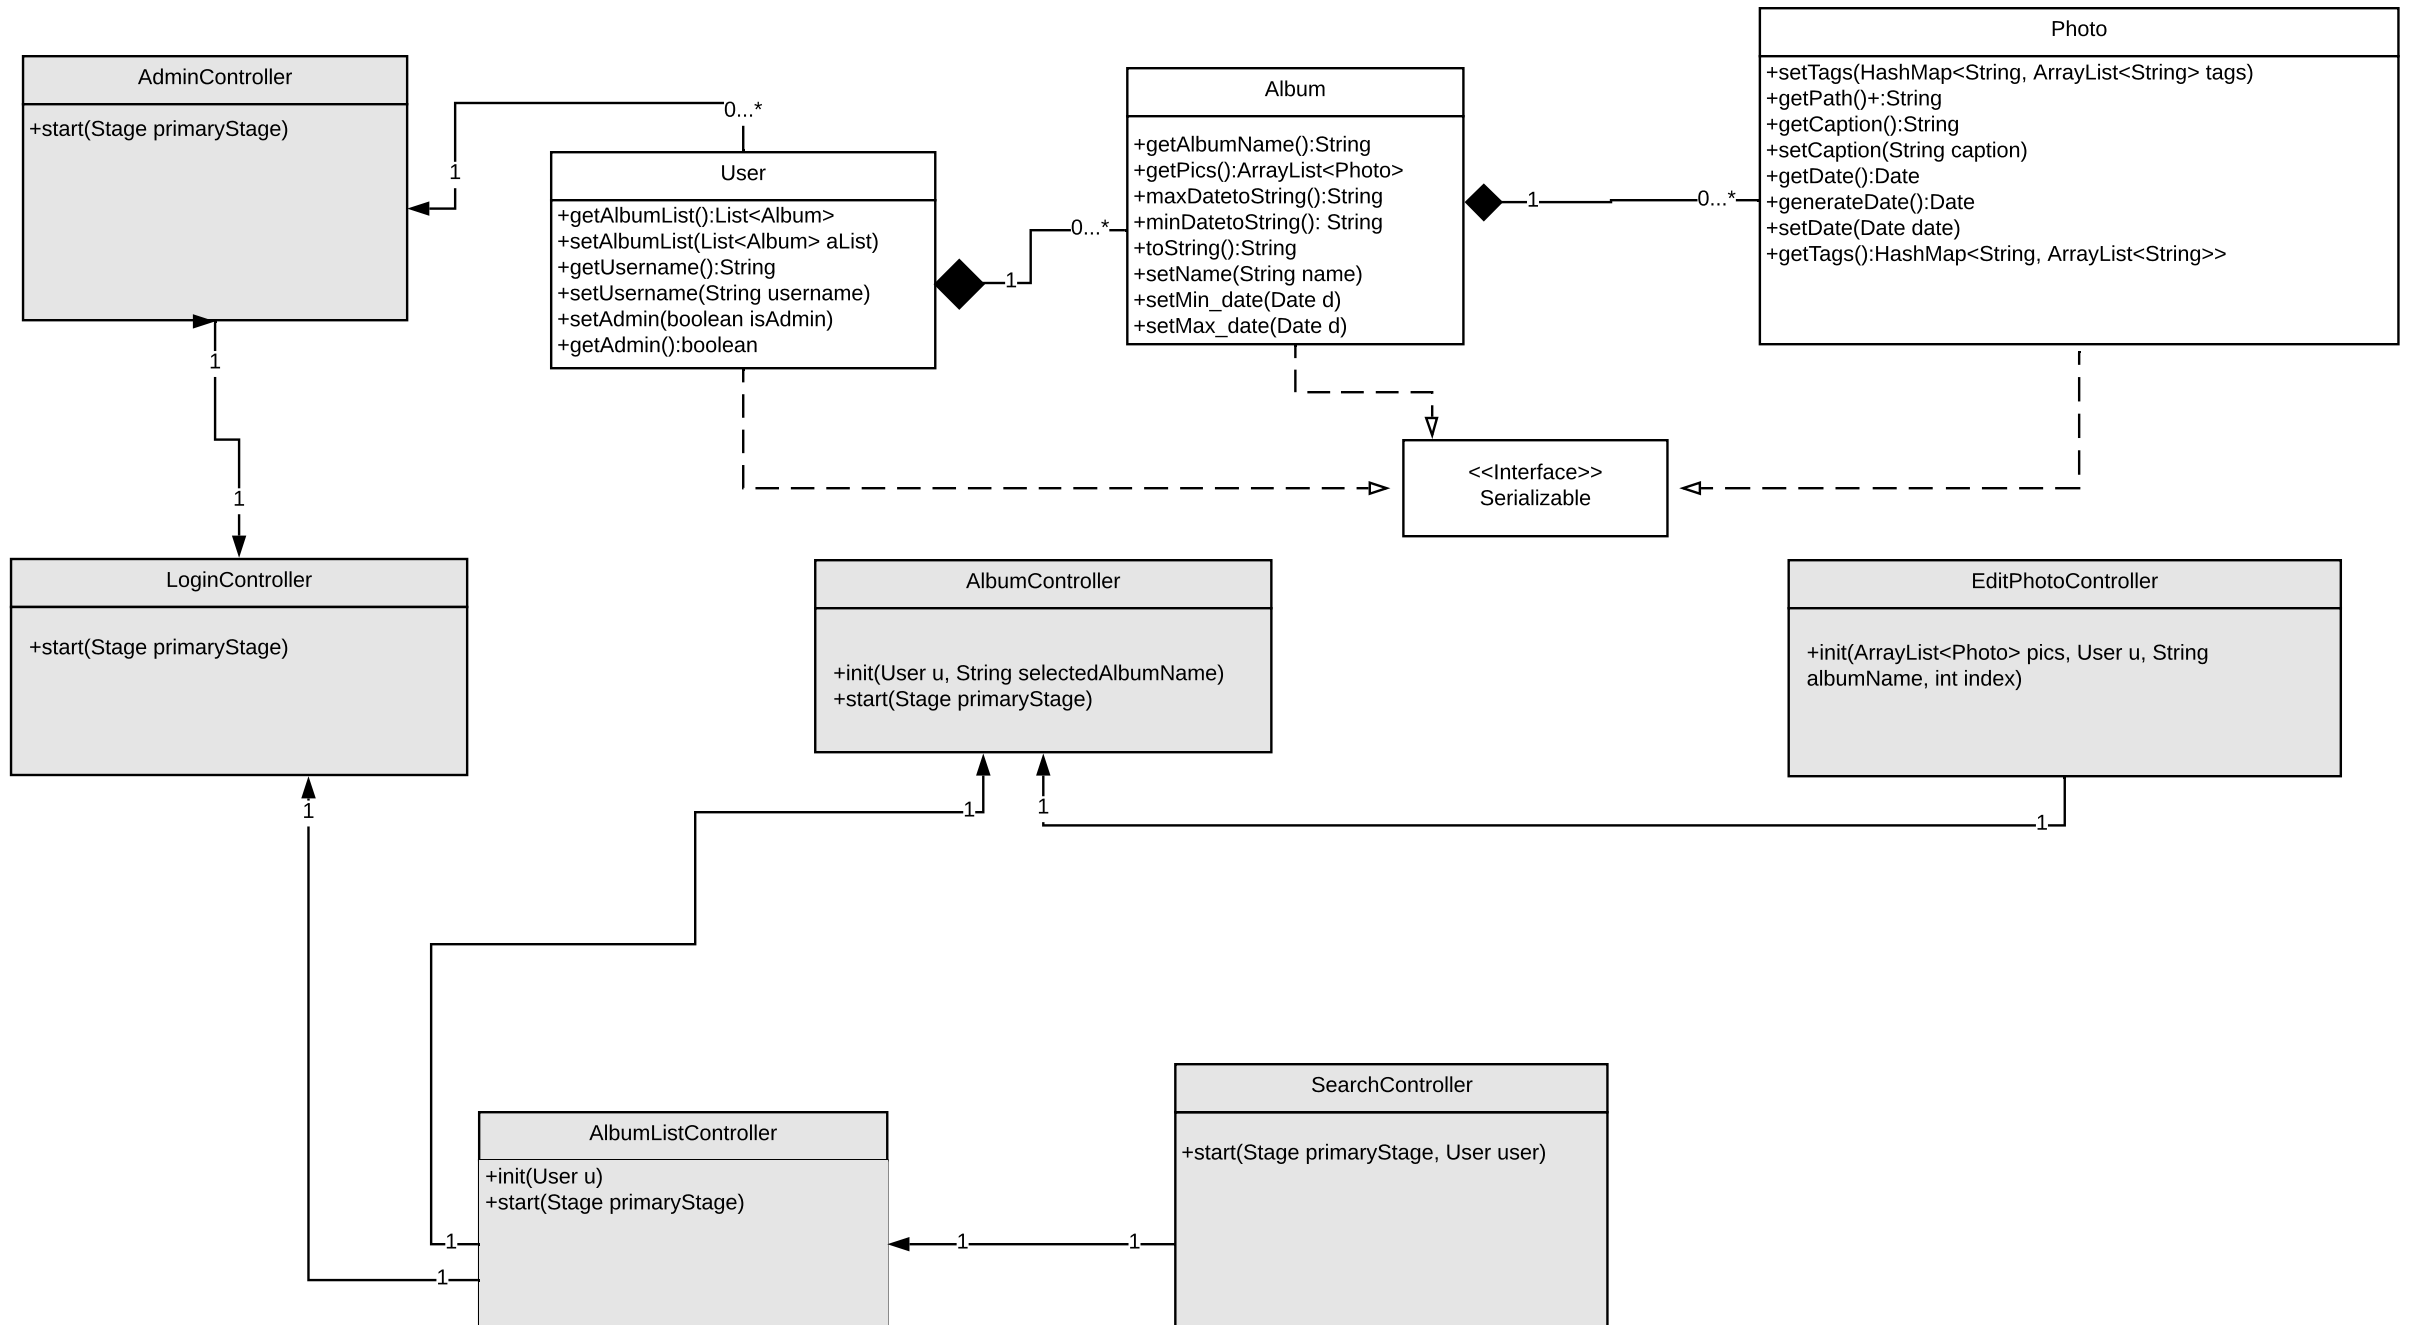 AdminController
+start(Stage primaryStage)
0...*
1
User
+getAlbumList():List<Album>
+setAlbumList(List<Album> aList)
+getUsername():String
+setUsername(String username)
+setAdmin(boolean isAdmin)
+getAdmin():boolean
1
0...*
Album
+getAlbumName():String
+getPics():ArrayList<Photo>
+maxDatetoString():String
+minDatetoString(): String
+toString():String
+setName(String name)
+setMin_date(Date d)
+setMax_date(Date d)
1
0...*
Photo
+setTags(HashMap<String, ArrayList<String> tags)
+getPath()+:String
+getCaption():String
+setCaption(String caption)
+getDate():Date
+generateDate():Date
+setDate(Date date)
+getTags():HashMap<String, ArrayList<String>>
1
1
<<Interface>>
Serializable
LoginController
+start(Stage primaryStage)
AlbumController
+init(User u, String selectedAlbumName)
+start(Stage primaryStage)
EditPhotoController
+init(ArrayList<Photo> pics, User u, String
albumName, int index)
1
1
1
1
AlbumListController
+init(User u)
+start(Stage primaryStage)
1
1
SearchController
+start(Stage primaryStage, User user)
1
1